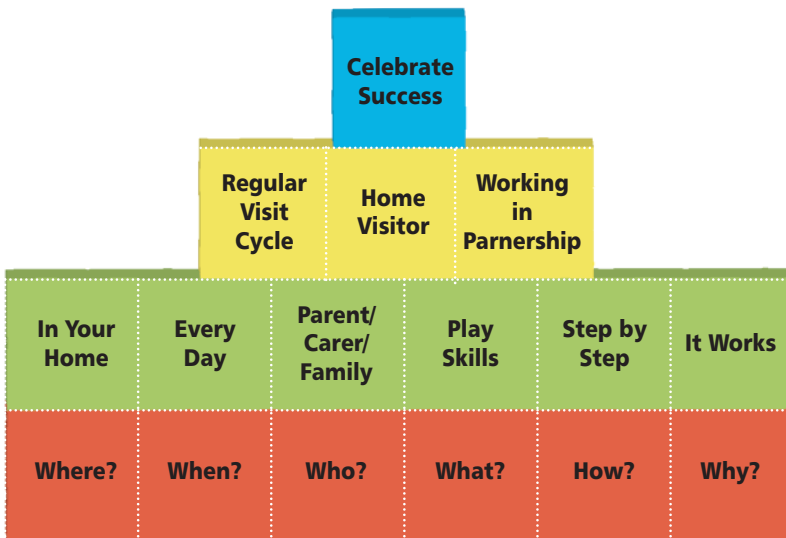 Celebrate
Success
Regular
Visit
Cycle
Home
Visitor
Working
in
Parnership
In Your
Home
Every
Day
Parent/
Carer/
Family
Play
Skills
Step by
Step
It Works
Where?
When?
Who?
What?
How?
Why?